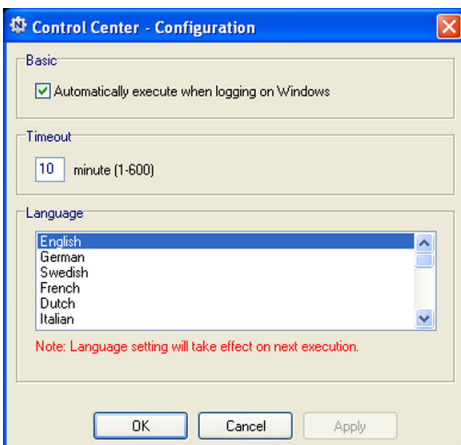 Control Center - Configuration
Basic
Automatically execute when logging on Windows
Timeout
10 minute (1-600)
Language
English
German
Swedish
French
Dutch
Italian
Note: Language setting will take effect on next execution.
OK Cancel Apply